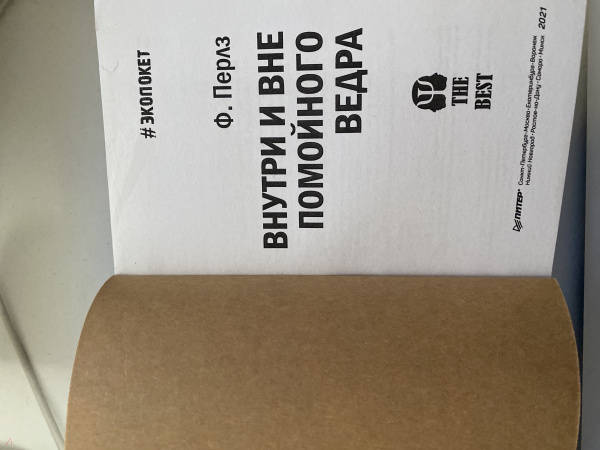 #ЭКОПОКЕТ
Ф. Перлз
ВНУТРИ И ВНЕ
ПОМОЙНОГО
ВЕДРА
THE
BEST
ПИТЕР
Санкт-Петербург · Москва · Екатеринбург · Воронеж
Нижний Новгород · Ростов-на-Дону · Самара · Минск
2021